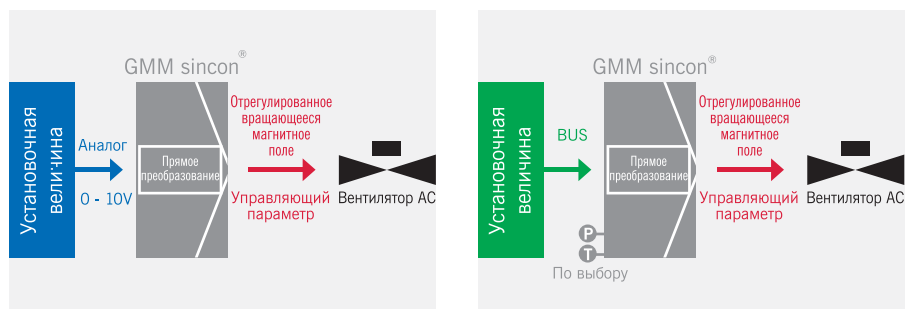 GMM sincon®
Установочная
величина
Аналог
0 - 10V
Прямое
преобразование
Отрегулированное
вращающееся
магнитное
поле
Управляющий
параметр
Вентилятор AC
GMM sincon®
Установочная
величина
BUS
Прямое
преобразование
P
T
По выбору
Отрегулированное
вращающееся
магнитное
поле
Управляющий
параметр
Вентилятор AC